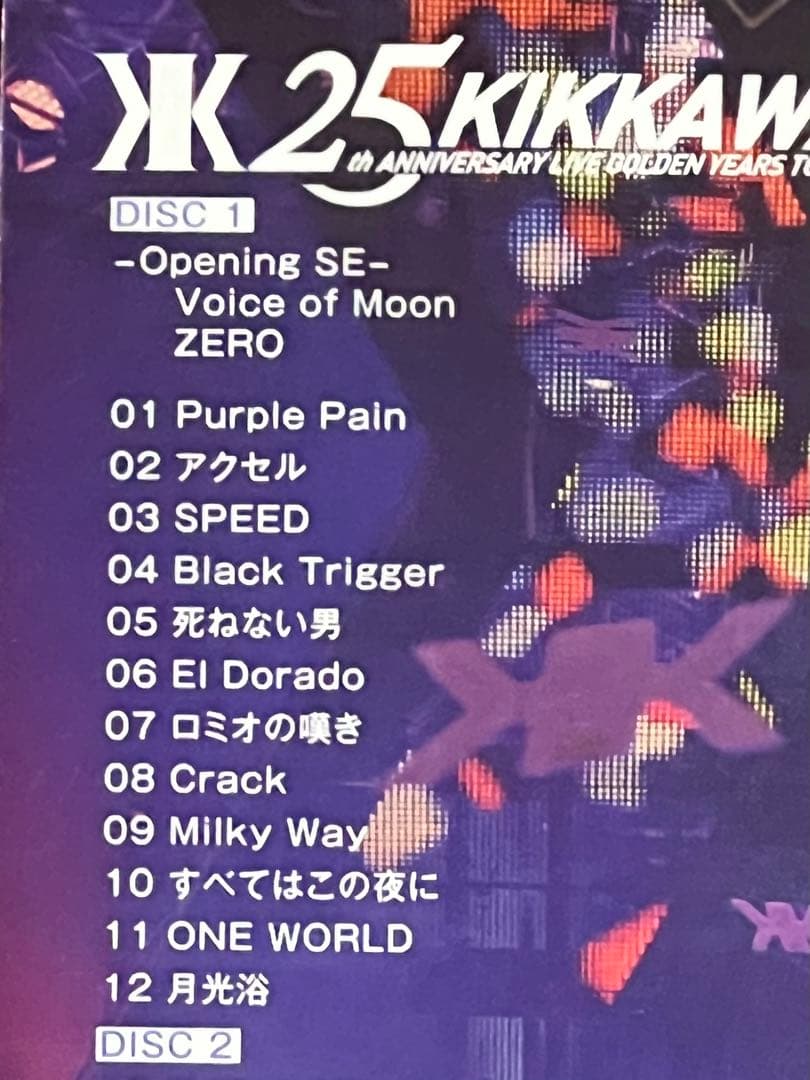 25 KIKKAWA
th ANNIVERSARY LIVE GOLDEN YEARS
DISC 1
-Opening SE-
Voice of Moon
ZERO
01 Purple Pain
02 アクセル
03 SPEED
04 Black Trigger
05 死ねない男
06 El Dorado
07 ロミオの嘆き
08 Crack
09 Milky Way
10 すべてはこの夜に
11 ONE WORLD
12 月光浴
DISC 2